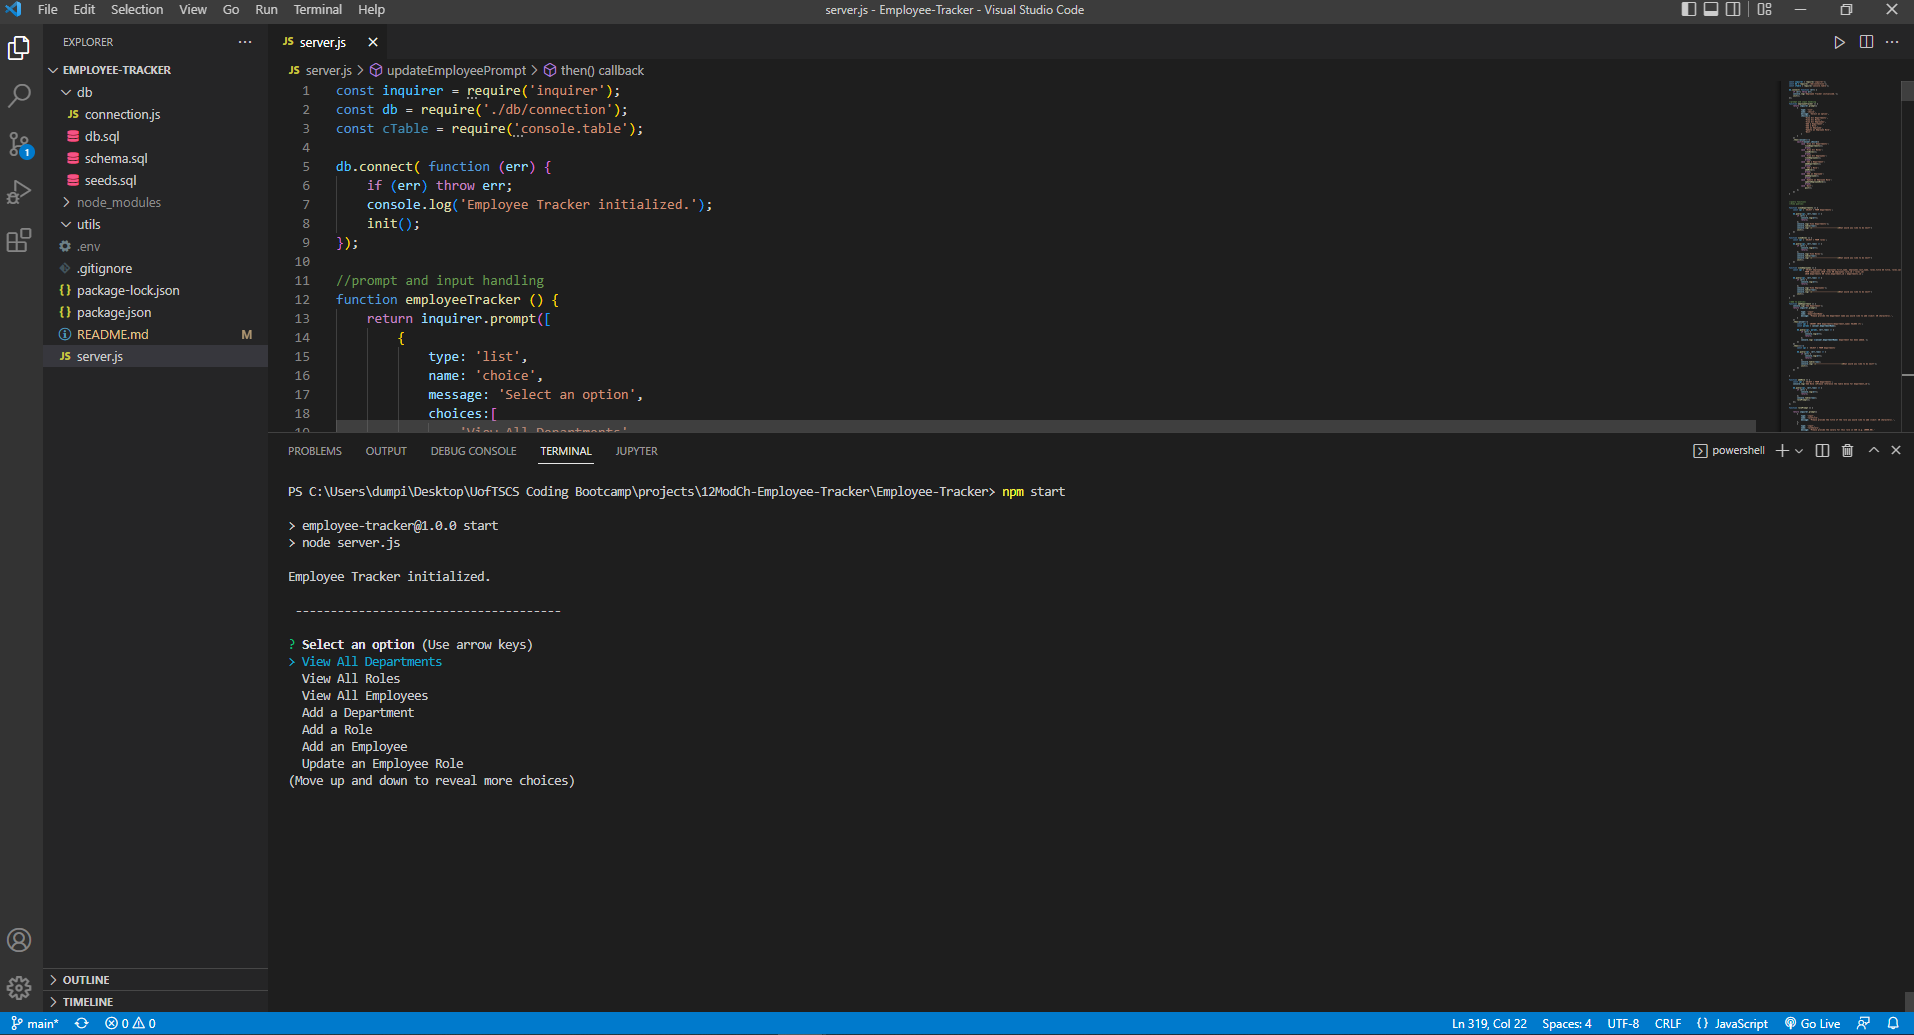 File Edit Selection View Go Run Terminal Help
server.js - Employee-Tracker - Visual Studio Code
EXPLORER
EMPLOYEE-TRACKER
db
JS connection.js
db.sql
schema.sql
seeds.sql
node_modules
utils
.env
.gitignore
{} package-lock.json
{} package.json
README.md M
JS server.js
OUTLINE
TIMELINE
1
JS server.js
JS server.js > updateEmployeePrompt > then() callback
1 const inquirer = require('inquirer');
2 const db = require('./db/connection');
3 const cTable = require('console.table');
4
5 db.connect( function (err) {
6 if (err) throw err;
7 console.log('Employee Tracker initialized.');
8 init();
9 });
10
11 //prompt and input handling
12 function employeeTracker () {
13 return inquirer.prompt([
14 {
15 type: 'list',
16 name: 'choice',
17 message: 'Select an option',
18 choices:[
19 'View All Departments'
PROBLEMS OUTPUT DEBUG CONSOLE TERMINAL JUPYTER
powershell
PS C:\Users\dumpi\Desktop\UofTSCS Coding Bootcamp\projects\12ModCh-Employee-Tracker\Employee-Tracker> npm start
> employee-tracker@1.0.0 start
> node server.js
Employee Tracker initialized.
--------------------------------------
? Select an option (Use arrow keys)
> View All Departments
View All Roles
View All Employees
Add a Department
Add a Role
Add an Employee
Update an Employee Role
(Move up and down to reveal more choices)
main* 0 0
Ln 319, Col 22 Spaces: 4 UTF-8 CRLF {} JavaScript Go Live